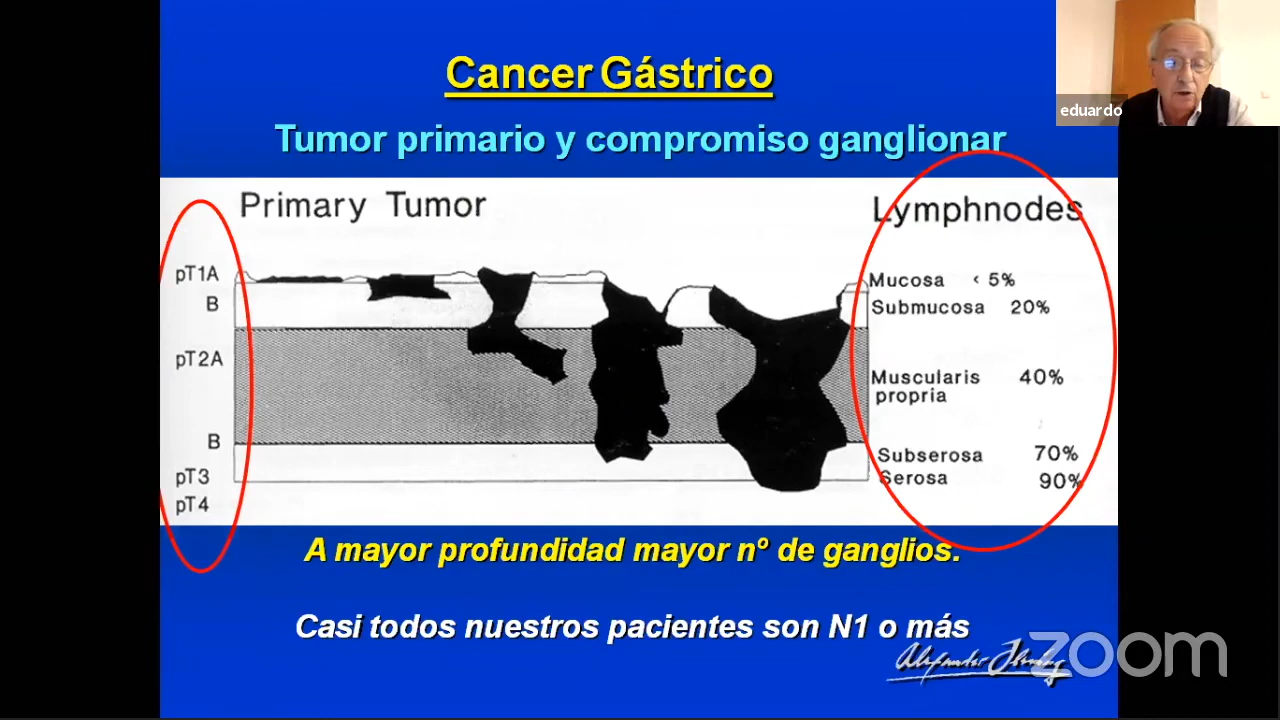 Cancer Gástrico
eduardo
Tumor primario y compromiso ganglionar
Primary Tumor
Lymphnodes
pT1A
Mucosa < 5%
B
Submucosa 20%
pT2A
Muscularis 40%
propria
B
Subserosa 70%
pT3
Serosa 90%
pT4
A mayor profundidad mayor nº de ganglios.
Casi todos nuestros pacientes son N1 o más
zoom